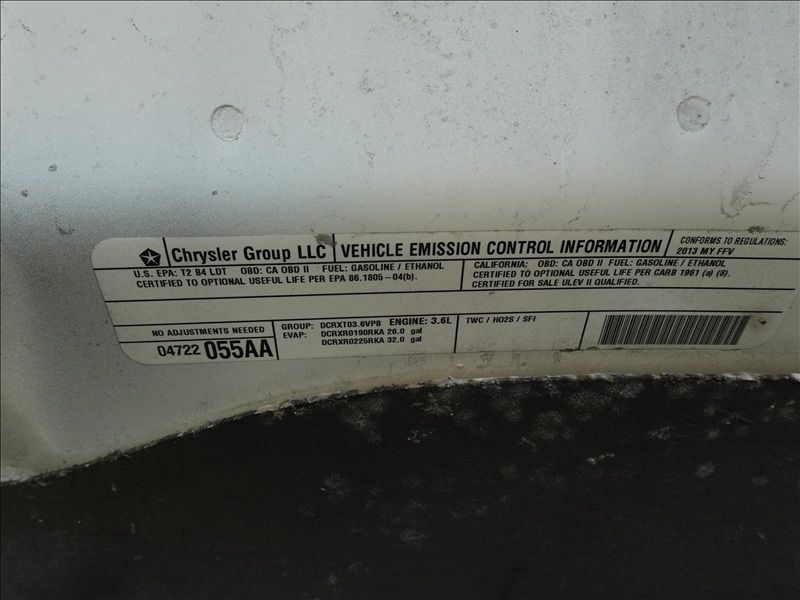 Chrysler Group LLC
VEHICLE EMISSION CONTROL INFORMATION
CONFORMS TO REGULATIONS:
2013 MY FFV
U.S. EPA: T2 B4 LDT OBD: CA OBD II FUEL: GASOLINE / ETHANOL
CERTIFIED TO OPTIONAL USEFUL LIFE PER EPA 86.1805-04(b).
CALIFORNIA: OBD: CA OBD II FUEL: GASOLINE / ETHANOL
CERTIFIED TO OPTIONAL USEFUL LIFE PER CARB 1961 (a) (8).
CERTIFIED FOR SALE ULEV II QUALIFIED.
NO ADJUSTMENTS NEEDED
04722 055AA
GROUP: DCRXT03.6VPB ENGINE: 3.6L
EVAP: DCRXR0190RKA 26.0 gal
DCRXR0225RKA 32.0 gal
TWC / HO2S / SFI